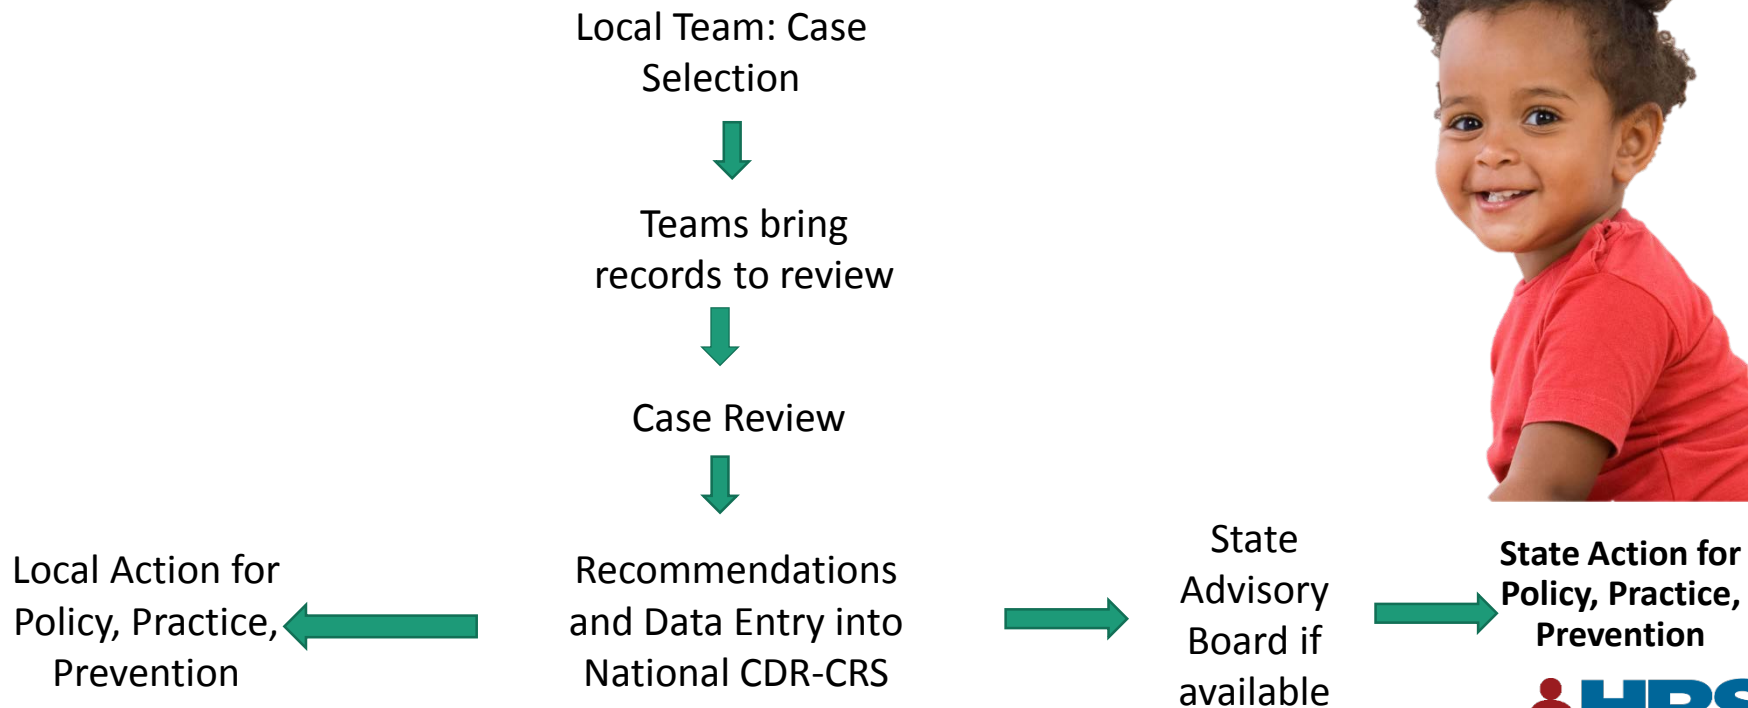 Local Team: Case
Selection
Teams bring
records to review
Case Review
Local Action for
Policy, Practice,
Prevention
Recommendations
and Data Entry into
National CDR-CRS
State
Advisory
Board if
available
State Action for
Policy, Practice,
Prevention